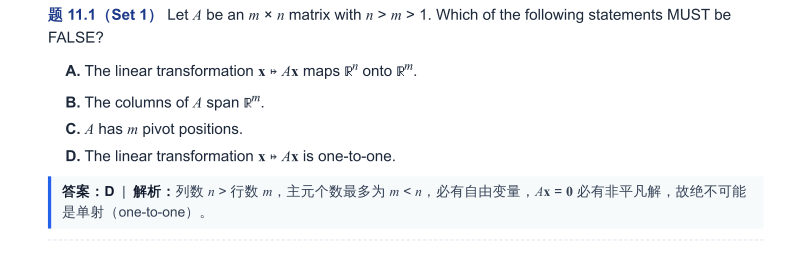 题 11.1（Set 1） Let A be an m × n matrix with n > m > 1. Which of the following statements MUST be
FALSE?
A. The linear transformation x ↦ Ax maps ℝⁿ onto ℝᵐ.
B. The columns of A span ℝᵐ.
C. A has m pivot positions.
D. The linear transformation x ↦ Ax is one-to-one.
答案：D | 解析：列数 n > 行数 m，主元个数最多为 m < n，必有自由变量，Ax = 0 必有非平凡解，故绝不可能
是单射（one-to-one）。